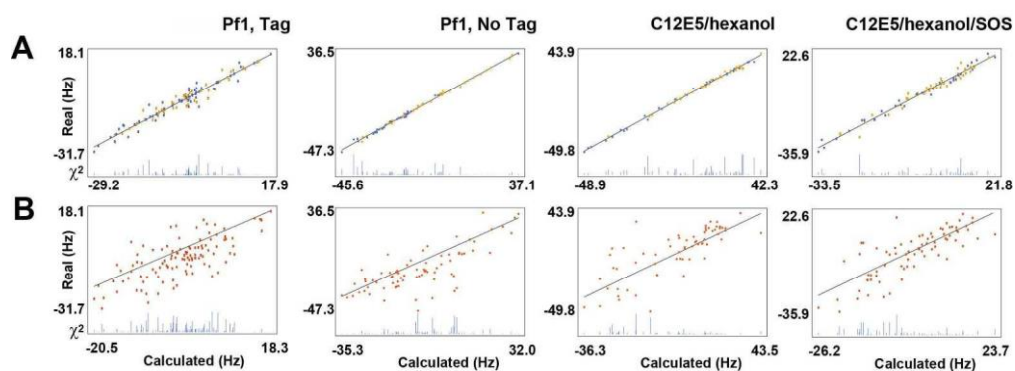 Pf1, Tag
Pf1, No Tag
C12E5/hexanol
C12E5/hexanol/SOS
A
18.1
36.5
43.9
22.6
Real (Hz)
-31.7
-47.3
-49.8
-35.9
χ2
-29.2
17.9
-45.6
37.1
-48.9
42.3
-33.5
21.8
B
18.1
36.5
43.9
22.6
Real (Hz)
-31.7
-47.3
-49.8
-35.9
χ2
-20.5
Calculated (Hz)
18.3
-35.3
Calculated (Hz)
32.0
-36.3
Calculated (Hz)
43.5
-26.2
Calculated (Hz)
23.7